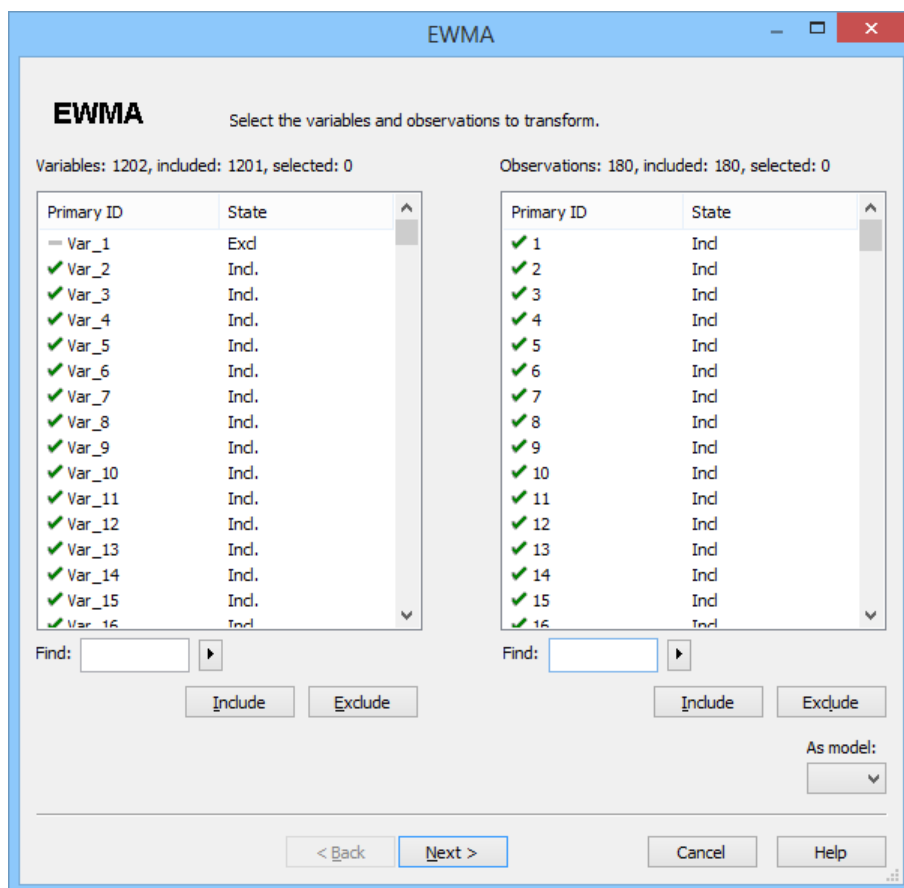 EWMA
EWMA Select the variables and observations to transform.
Variables: 1202, included: 1201, selected: 0
Primary ID State
Var_1 Excl
Var_2 Incl.
Var_3 Incl.
Var_4 Incl.
Var_5 Incl.
Var_6 Incl.
Var_7 Incl.
Var_8 Incl.
Var_9 Incl.
Var_10 Incl.
Var_11 Incl.
Var_12 Incl.
Var_13 Incl.
Var_14 Incl.
Var_15 Incl.
Var_16 Incl
Find:
Include Exclude
Observations: 180, included: 180, selected: 0
Primary ID State
1 Incl
2 Incl
3 Incl
4 Incl
5 Incl
6 Incl
7 Incl
8 Incl
9 Incl
10 Incl
11 Incl
12 Incl
13 Incl
14 Incl
15 Incl
16 Incl
Find:
Include Exclude
As model:
< Back Next > Cancel Help